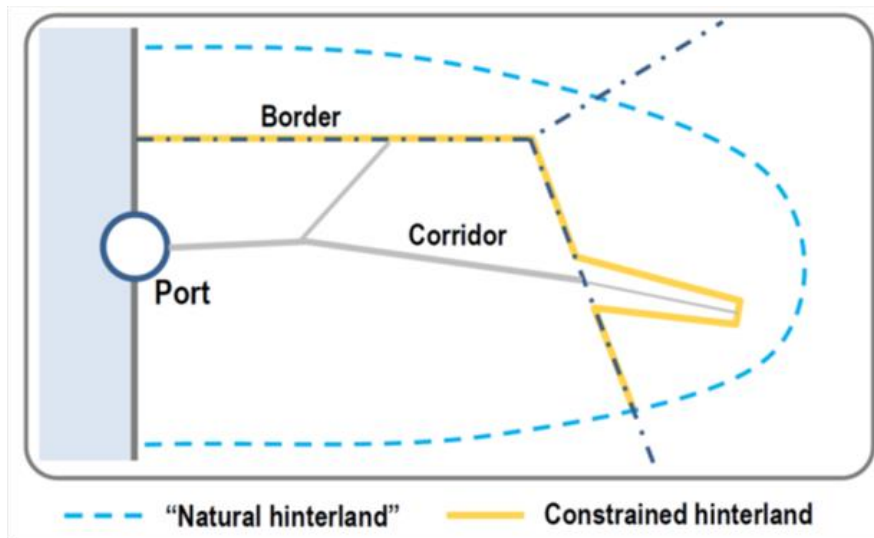 Border
Corridor
Port
“Natural hinterland”
Constrained hinterland